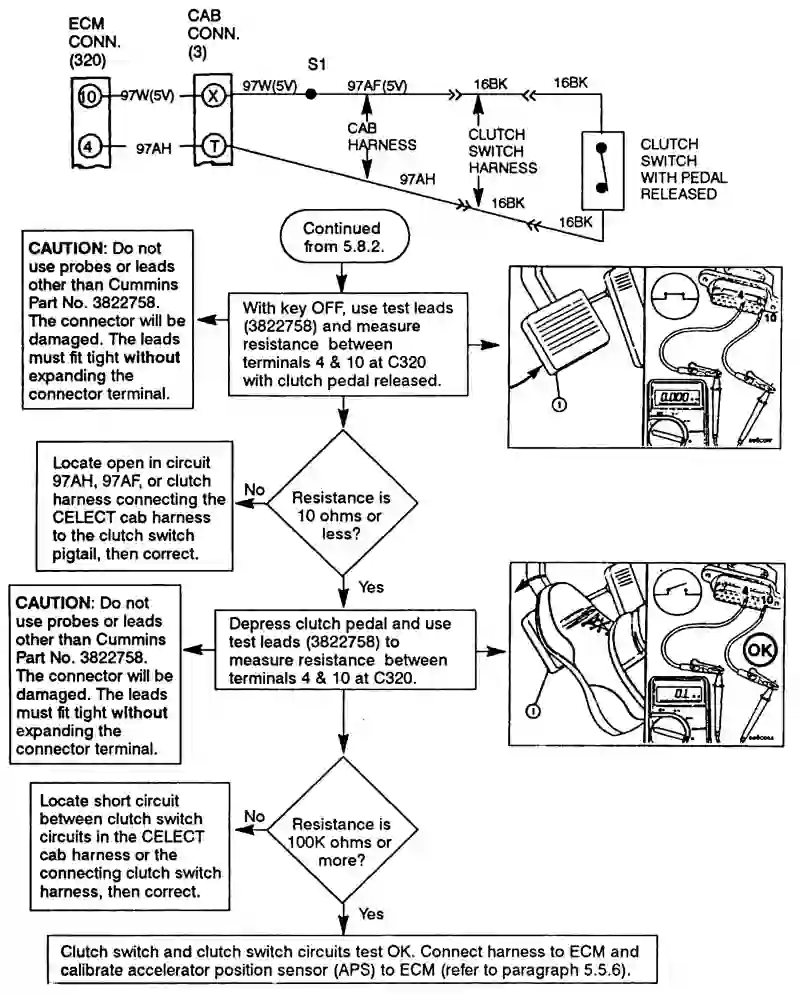 ECM
CONN.
(320)
CAB
CONN.
(3)
10
97W(5V)
X
97W(5V)
S1
97AF(5V)
16BK
16BK
4
97AH
T
CAB
HARNESS
CLUTCH
SWITCH
HARNESS
CLUTCH
SWITCH
WITH PEDAL
RELEASED
97AH
16BK
16BK
Continued
from 5.8.2.
CAUTION: Do not
use probes or leads
other than Cummins
Part No. 3822758.
The connector will be
damaged. The leads
must fit tight without
expanding the
connector terminal.
With key OFF, use test leads
(3822758) and measure
resistance between
terminals 4 & 10 at C320
with clutch pedal released.
1
4
10
0.000
Locate open in circuit
97AH, 97AF, or clutch
harness connecting the
CELECT cab harness
to the clutch switch
pigtail, then correct.
No
Resistance is
10 ohms or
less?
Yes
CAUTION: Do not
use probes or leads
other than Cummins
Part No. 3822758.
The connector will be
damaged. The leads
must fit tight without
expanding the
connector terminal.
Depress clutch pedal and use
test leads (3822758) to
measure resistance between
terminals 4 & 10 at C320.
1
4
10
OK
O.L
Locate short circuit
between clutch switch
circuits in the CELECT
cab harness or the
connecting clutch switch
harness, then correct.
No
Resistance is
100K ohms or
more?
Yes
Clutch switch and clutch switch circuits test OK. Connect harness to ECM and
calibrate accelerator position sensor (APS) to ECM (refer to paragraph 5.5.6).